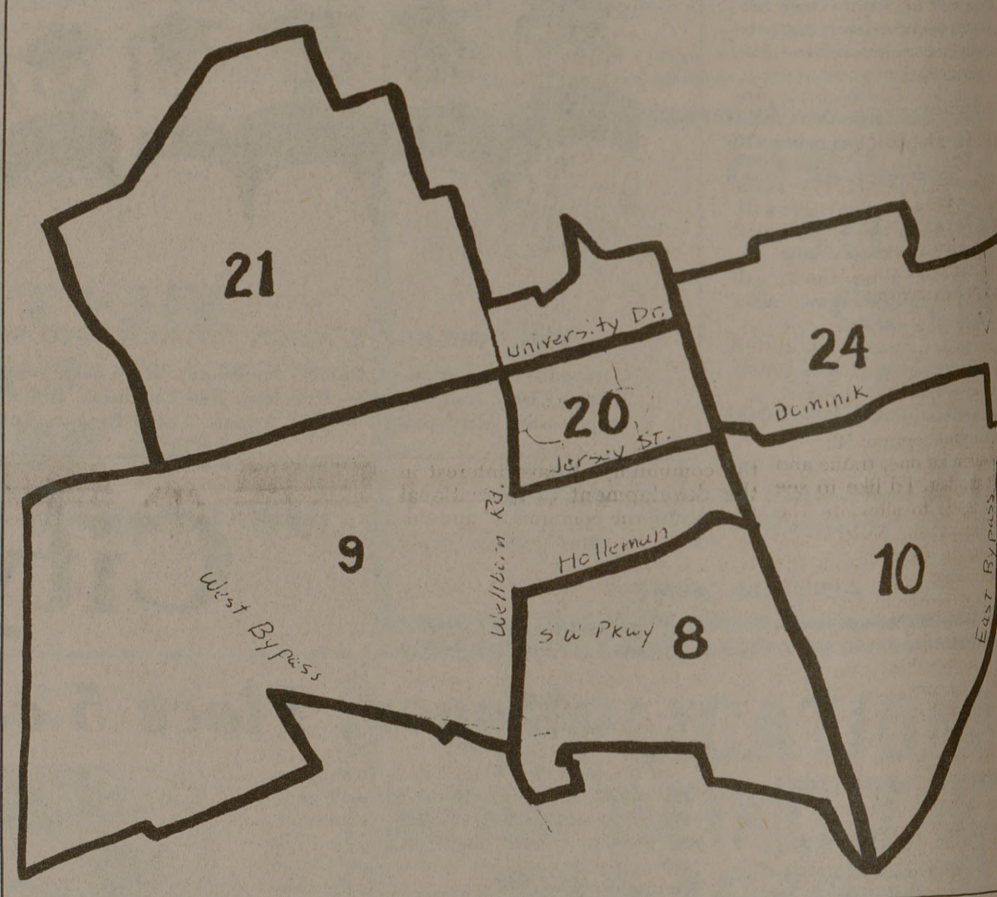 21
University Dr.
24
20
Dominik
Jersey ST.
Wellborn Rd.
9
Holleman
10
West Bypass
SW Pkwy
8
East Bypass